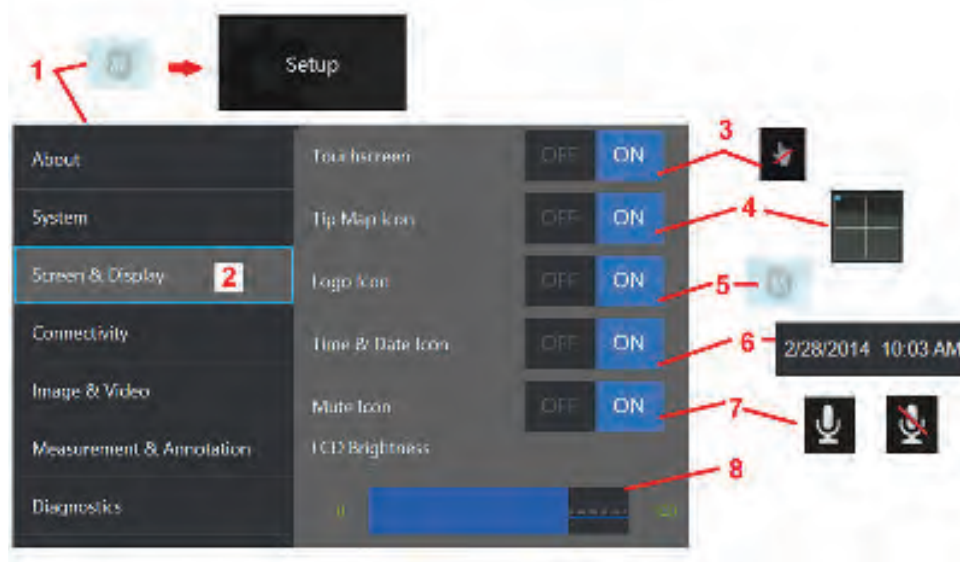 1
Setup
3
About
Touchscreen
OFF ON
4
System
Tip Map Icon
OFF ON
Screen & Display
2
Logo Icon
OFF ON
5
Connectivity
Time & Date Icon
OFF ON
6
2/28/2014 10:03 AM
Image & Video
Mute Icon
OFF ON
7
Measurement & Annotation
LCD Brightness
8
Diagnostics
0